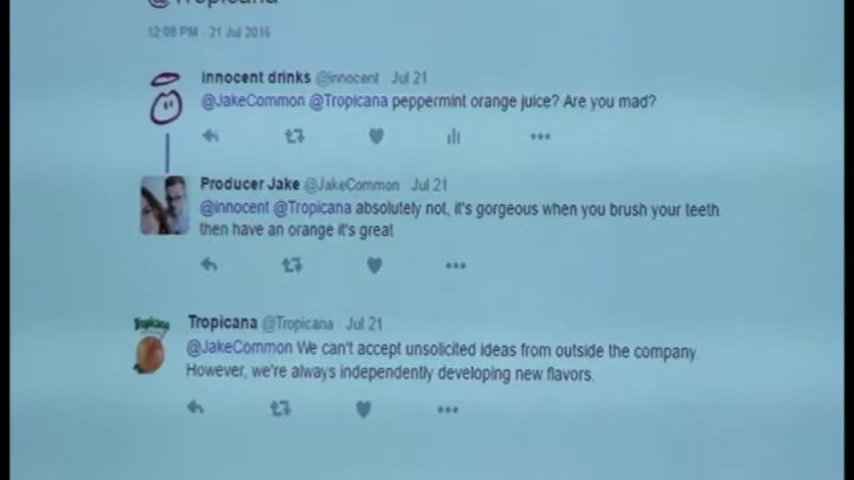 @Tropicana
12:08 PM - 21 Jul 2016
innocent drinks @innocent Jul 21
@JakeCommon @Tropicana peppermint orange juice? Are you mad?
Producer Jake @JakeCommon Jul 21
@innocent @Tropicana absolutely not, it's gorgeous when you brush your teeth
then have an orange it's great
Tropicana
Tropicana @Tropicana Jul 21
@JakeCommon We can't accept unsolicited ideas from outside the company.
However, we're always independently developing new flavors.